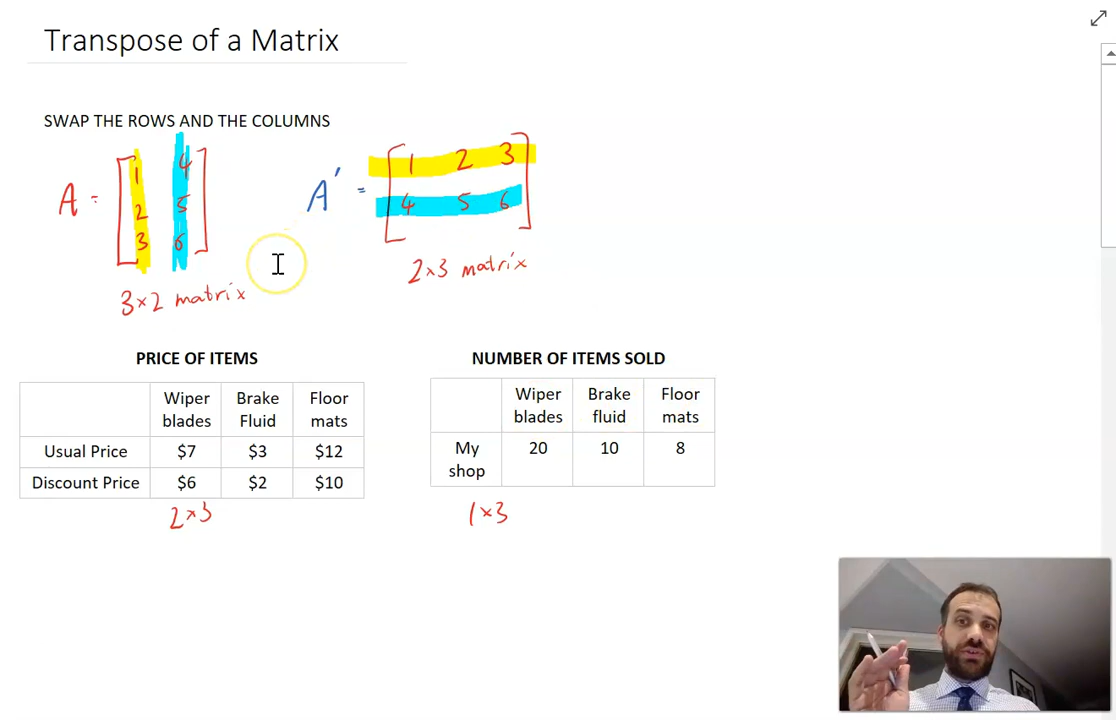 Transpose of a Matrix
SWAP THE ROWS AND THE COLUMNS
A = [1 4
2 5
3 6]
3×2 matrix
A' = [1 2 3
4 5 6]
2×3 matrix
PRICE OF ITEMS
Wiper blades Brake Fluid Floor mats
Usual Price $7 $3 $12
Discount Price $6 $2 $10
2×3
NUMBER OF ITEMS SOLD
Wiper blades Brake fluid Floor mats
My shop 20 10 8
1×3